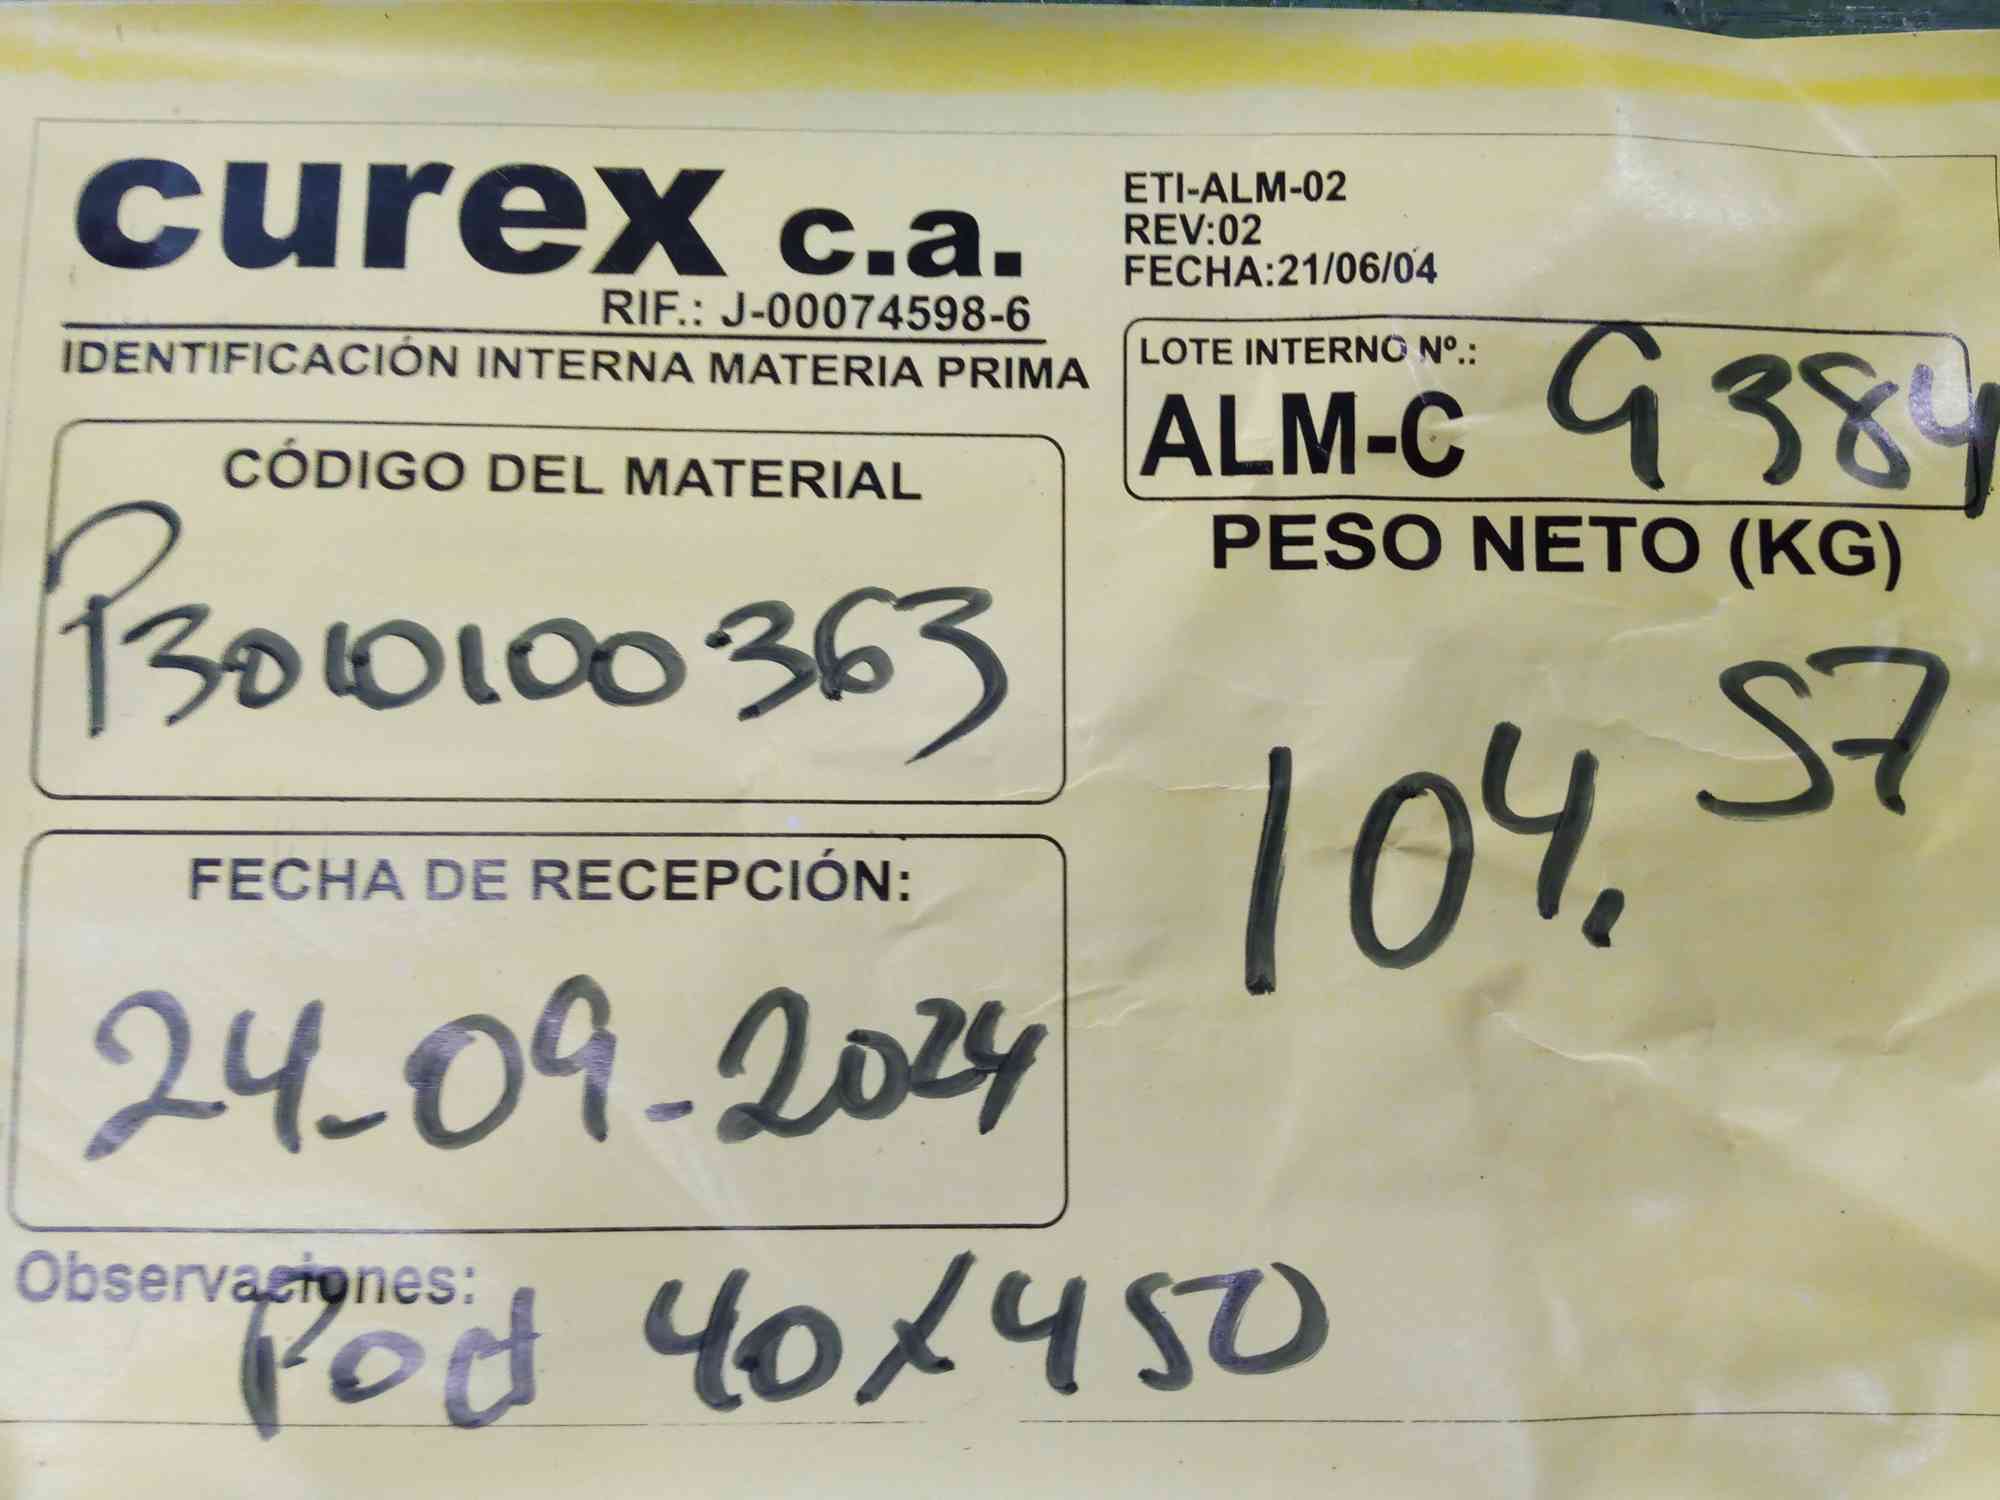 curex c.a.
RIF.: J-00074598-6
IDENTIFICACIÓN INTERNA MATERIA PRIMA
ETI-ALM-02
REV:02
FECHA:21/06/04
LOTE INTERNO Nº.:
ALM-C G384
CÓDIGO DEL MATERIAL
P3010100363
PESO NETO (KG)
104.57
FECHA DE RECEPCIÓN:
24-09-2024
Observaciones:
Pod 40x450